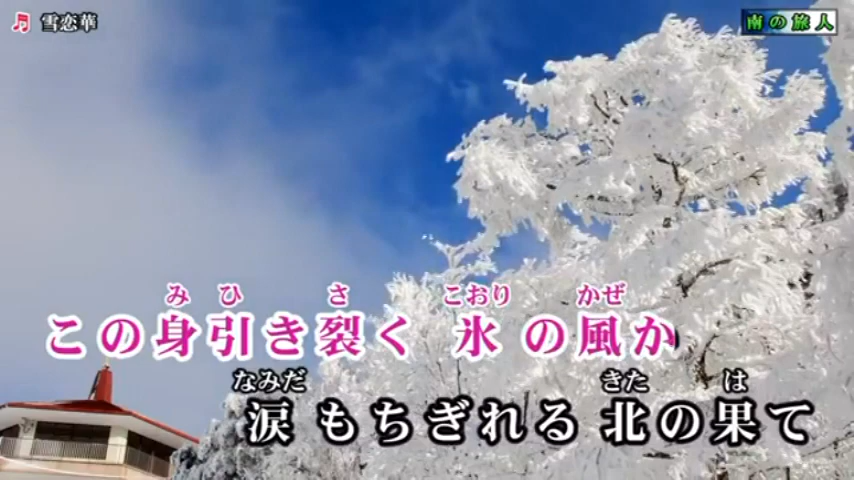 雪恋華
南の旅人
み ひ さ こおり かぜ
この身引き裂く 氷の風か
なみだ きた は
涙 もちぎれる 北の果て